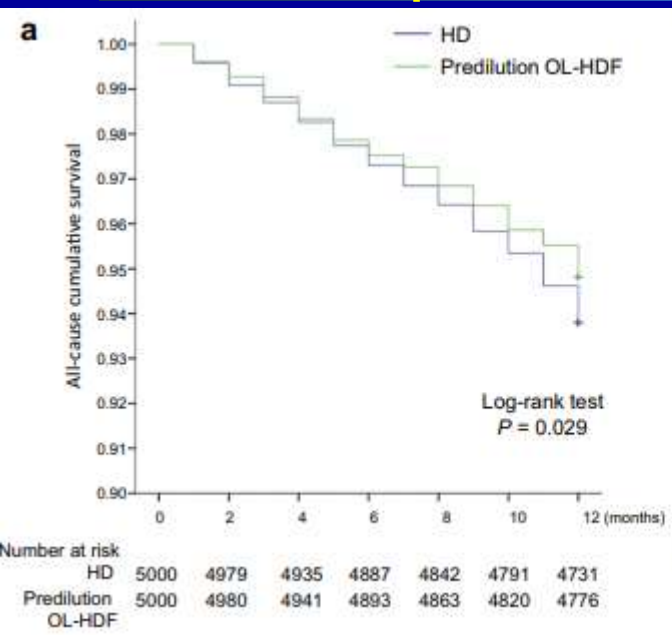 a
HD
Predilution OL-HDF
All-cause cumulative survival
1.00
0.99
0.98
0.97
0.96
0.95
0.94
0.93
0.92
0.91
0.90
Log-rank test
P = 0.029
0 2 4 6 8 10 12 (months)
Number at risk
HD 5000 4979 4935 4887 4842 4791 4731
Predilution 5000 4980 4941 4893 4863 4820 4776
OL-HDF